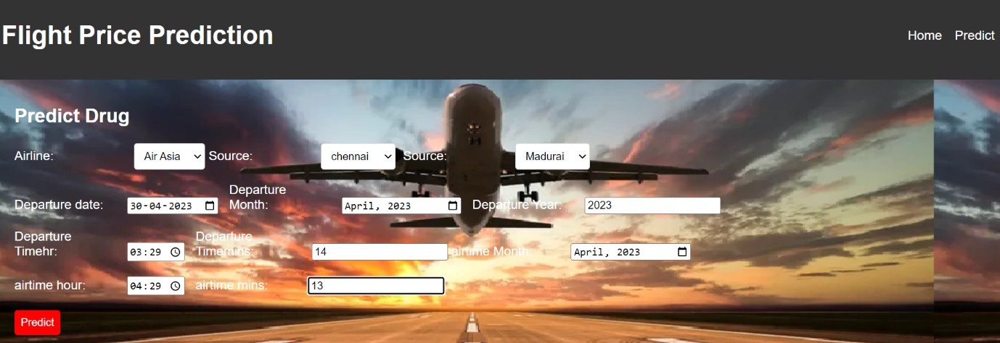 Flight Price Prediction
Home Predict
Predict Drug
Airline: Air Asia Source: chennai Source: Madurai
Departure date: 30-04-2023 Departure Month: April, 2023 Departure Year: 2023
Departure Timehr: 03:29 Departure Timemins: 14 airtime Month: April, 2023
airtime hour: 04:29 airtime mins: 13
Predict